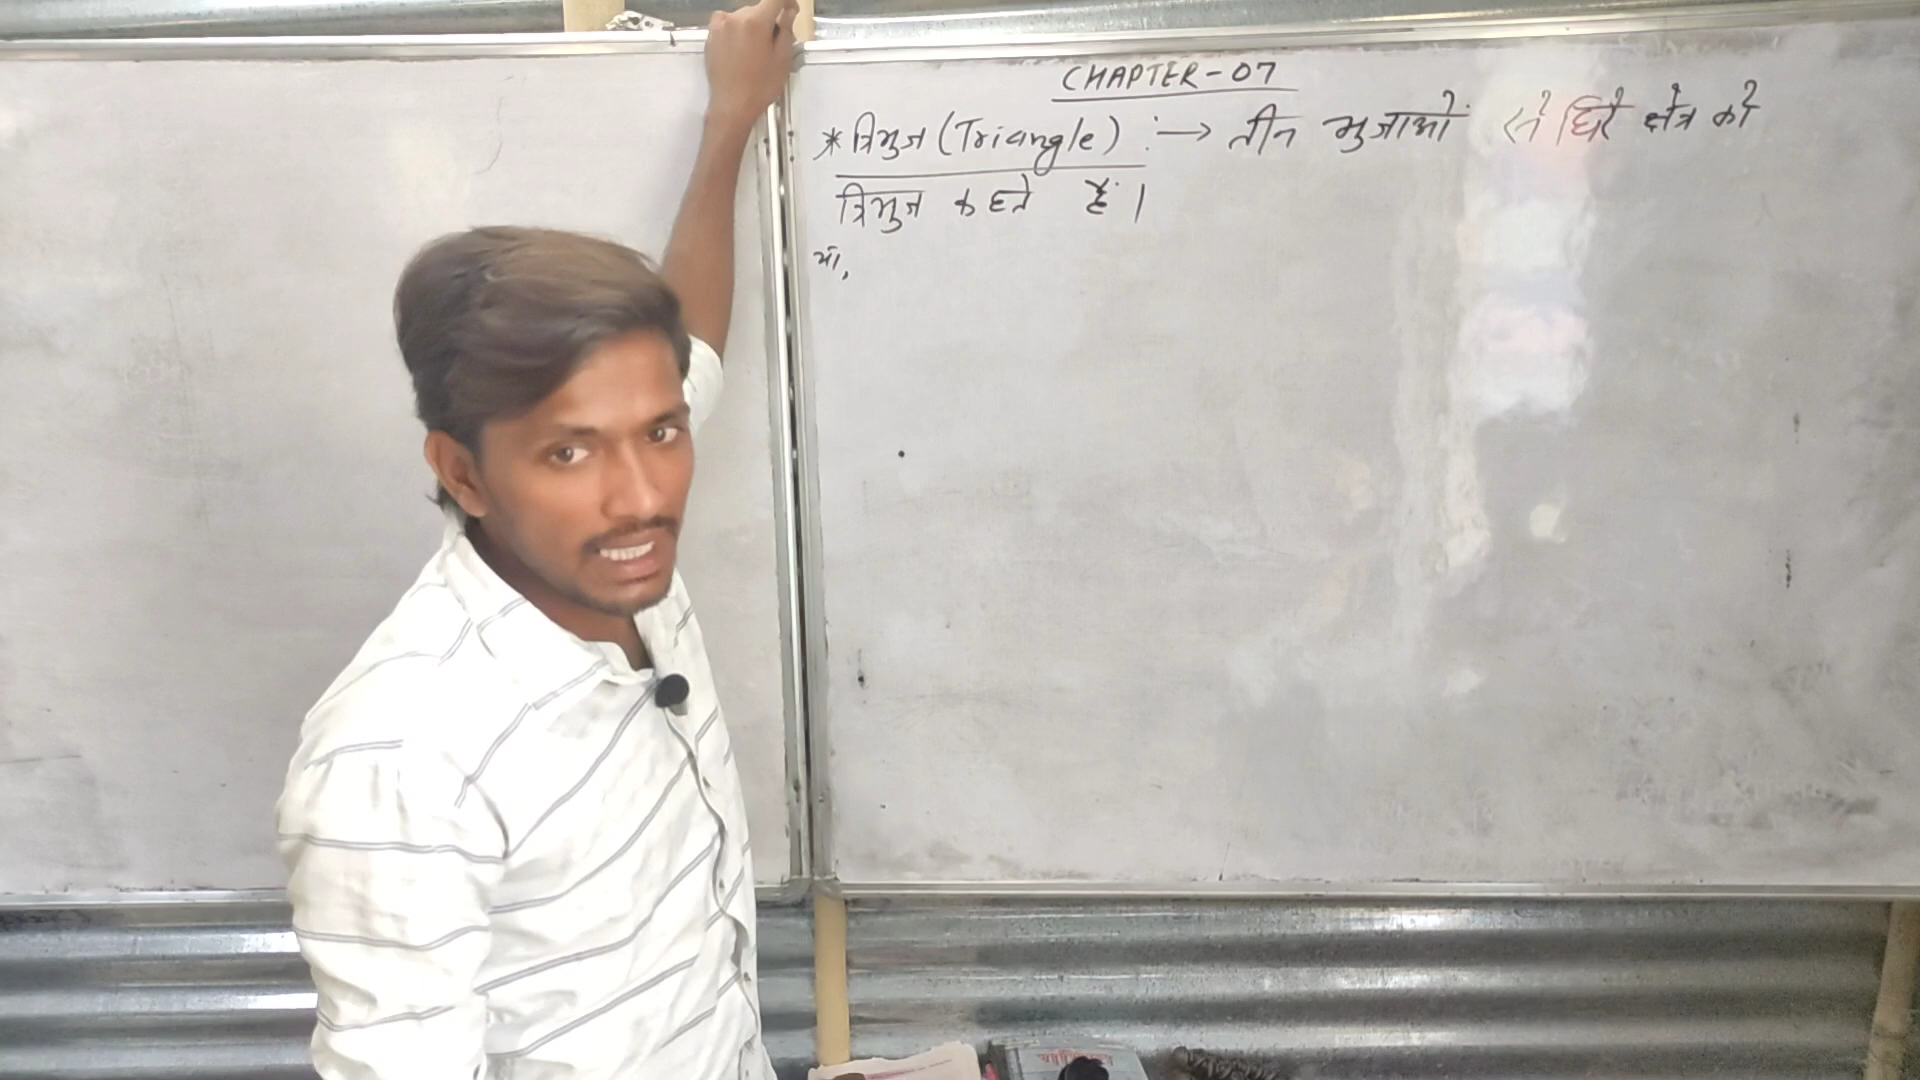 CHAPTER-07
* त्रिभुज (Triangle) :→ तीन भुजाओं से घिरे क्षेत्र को
त्रिभुज कहते हैं।
या,